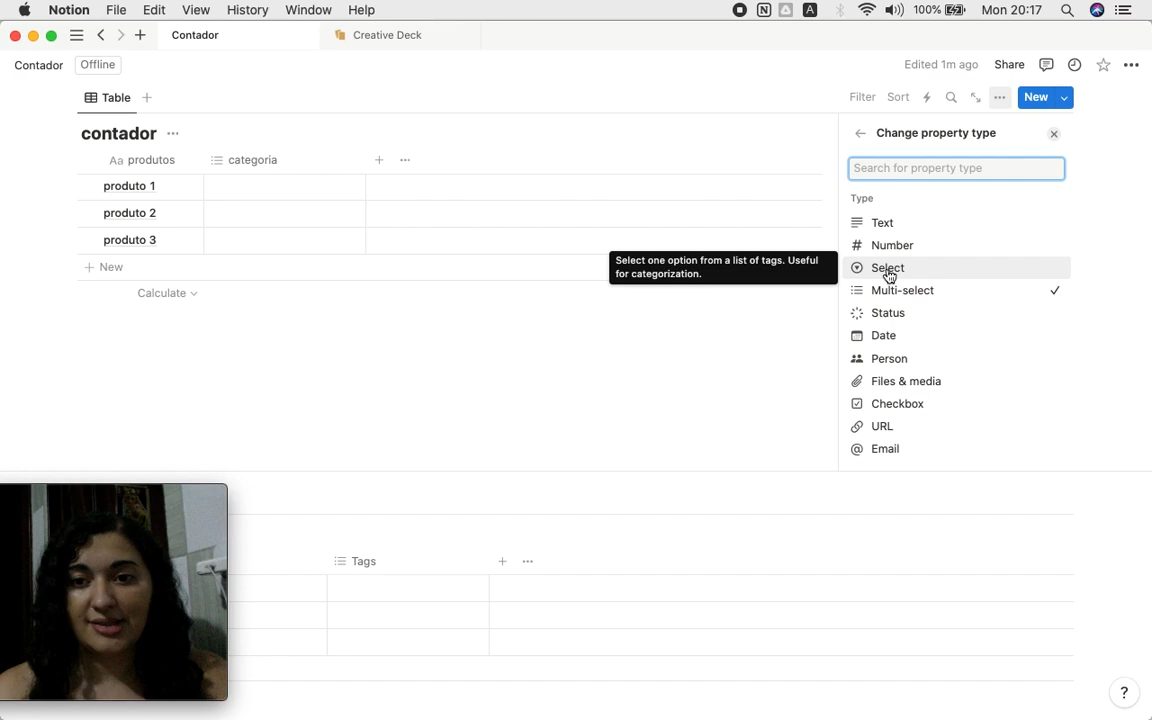 Notion File Edit View History Window Help
100% Mon 20:17
Contador Creative Deck
Contador Offline Edited 1m ago Share
Table Filter Sort New
contador
Change property type
Aa produtos categoria
Search for property type
produto 1
produto 2
produto 3
New
Calculate
Type
Text
Number
Select
Multi-select
Status
Date
Person
Files & media
Checkbox
URL
Email
Select one option from a list of tags. Useful
for categorization.
Tags
?